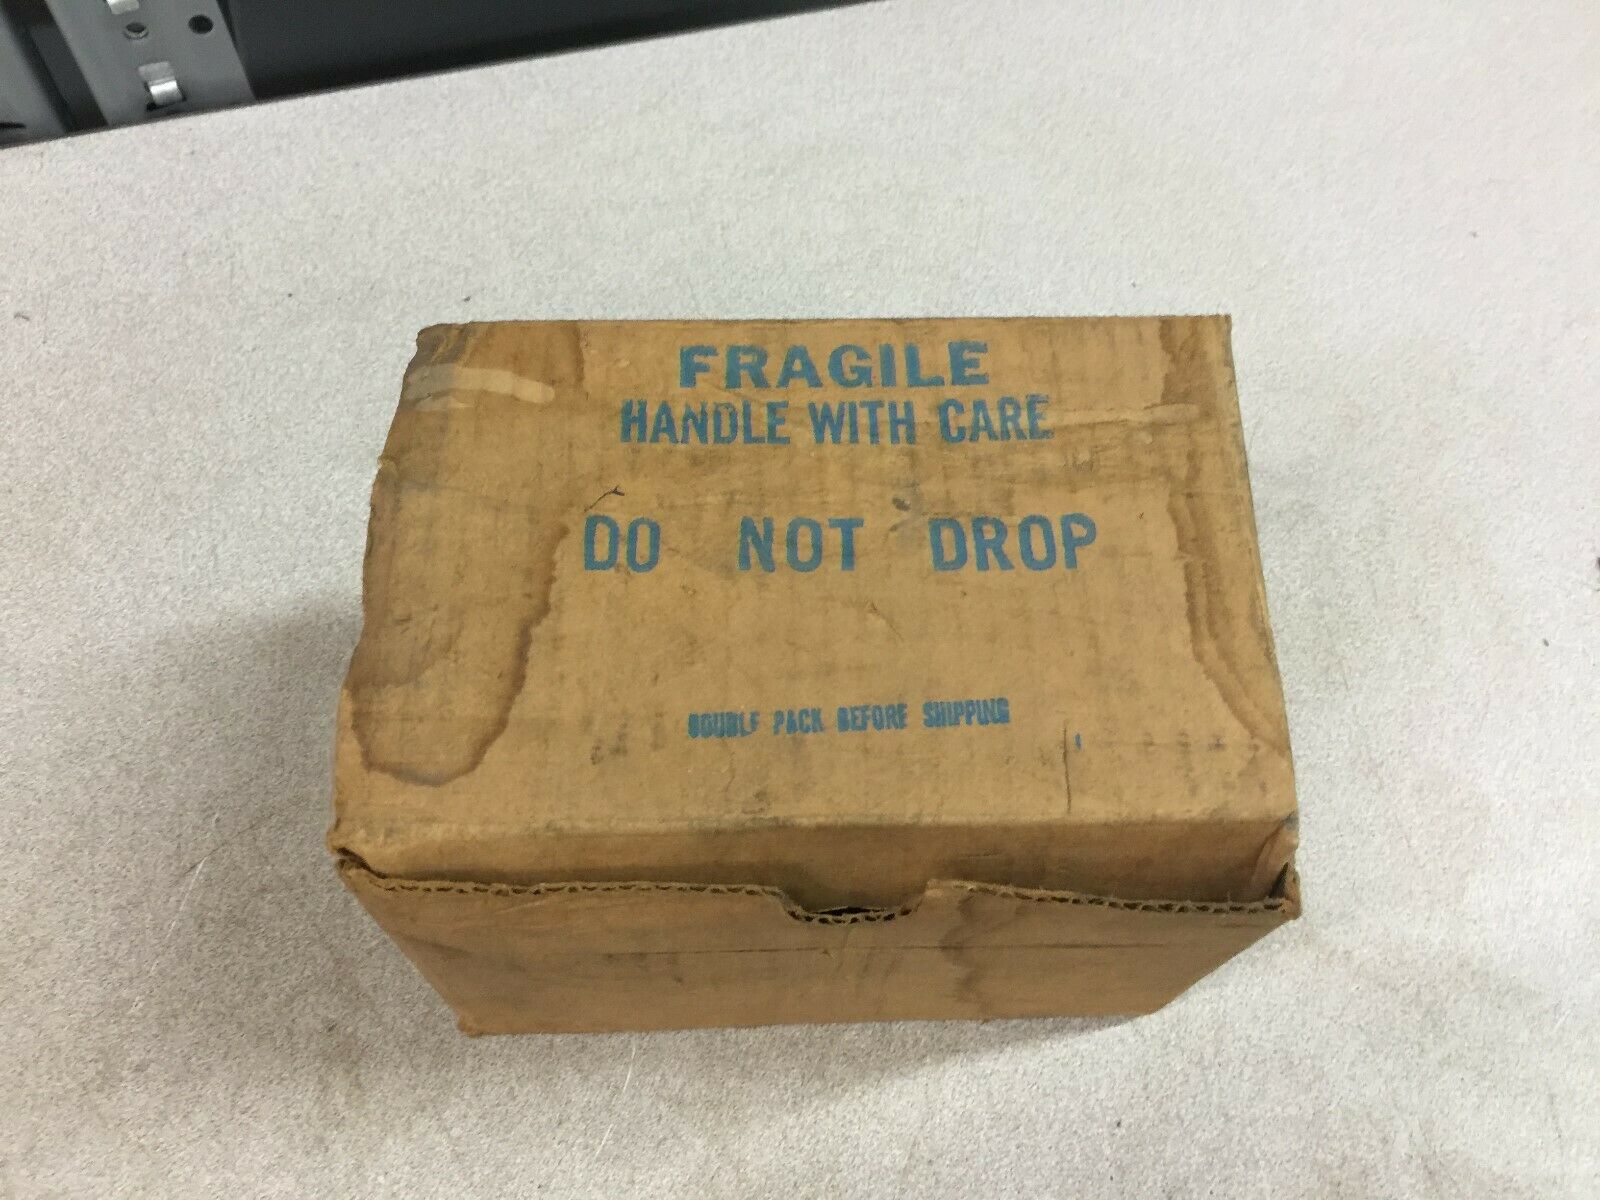 FRAGILE
HANDLE WITH CARE
DO NOT DROP
DOUBLE PACK BEFORE SHIPPING